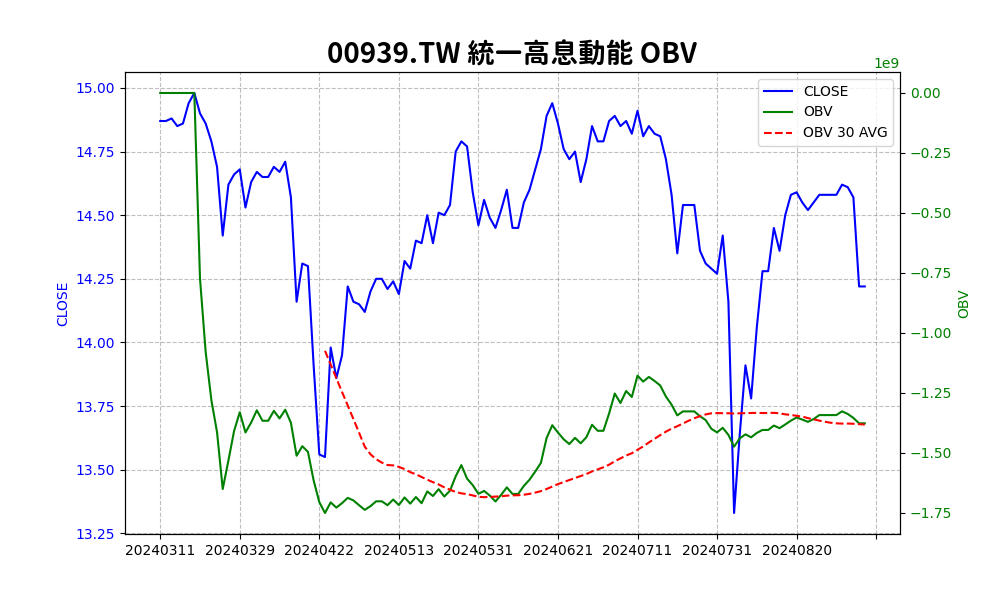 00939.TW 統一高息動能 OBV
1e9
15.00
14.75
14.50
14.25
14.00
13.75
13.50
13.25
CLOSE
CLOSE
OBV
OBV 30 AVG
0.00
−0.25
−0.50
−0.75
−1.00
−1.25
−1.50
−1.75
OBV
20240311 20240329 20240422 20240513 20240531 20240621 20240711 20240731 20240820